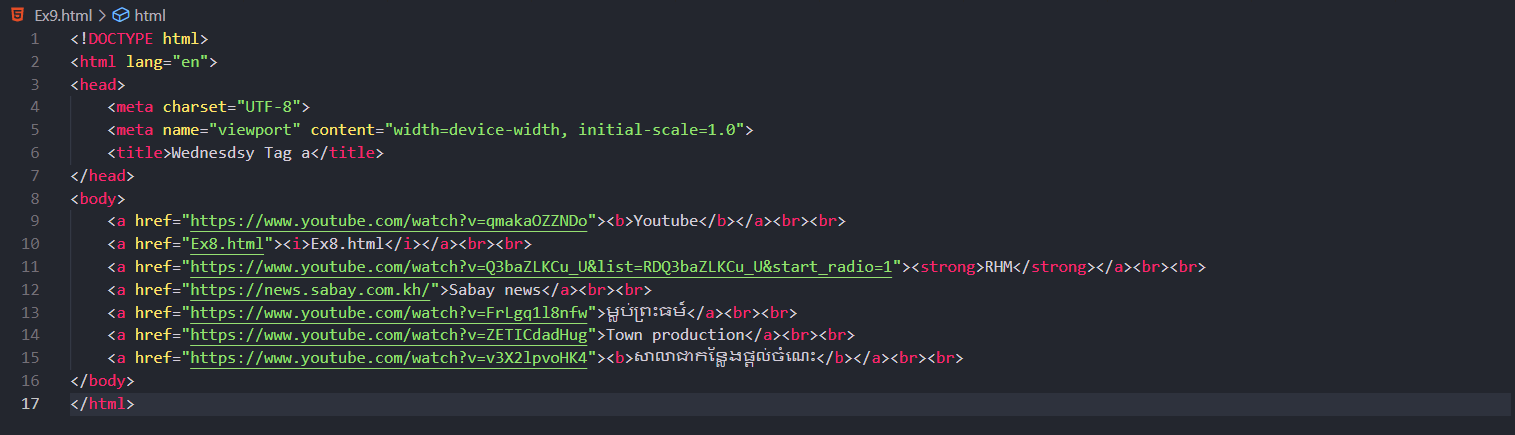 Ex9.html > html
1 <!DOCTYPE html>
2 <html lang="en">
3 <head>
4 <meta charset="UTF-8">
5 <meta name="viewport" content="width=device-width, initial-scale=1.0">
6 <title>Wednesdsy Tag a</title>
7 </head>
8 <body>
9 <a href="https://www.youtube.com/watch?v=qmakaOZZNDo"><b>Youtube</b></a><br><br>
10 <a href="Ex8.html"><i>Ex8.html</i></a><br><br>
11 <a href="https://www.youtube.com/watch?v=Q3baZLKCu_U&list=RDQ3baZLKCu_U&start_radio=1"><strong>RHM</strong></a><br><br>
12 <a href="https://news.sabay.com.kh/">Sabay news</a><br><br>
13 <a href="https://www.youtube.com/watch?v=FrLgq1l8nfw">ម្លប់ព្រះធម៌</a><br><br>
14 <a href="https://www.youtube.com/watch?v=ZETICdadHug">Town production</a><br><br>
15 <a href="https://www.youtube.com/watch?v=v3X2lpvoHK4"><b>សាលាជាកន្លែងផ្តល់ចំណេះ</b></a><br><br>
16 </body>
17 </html>